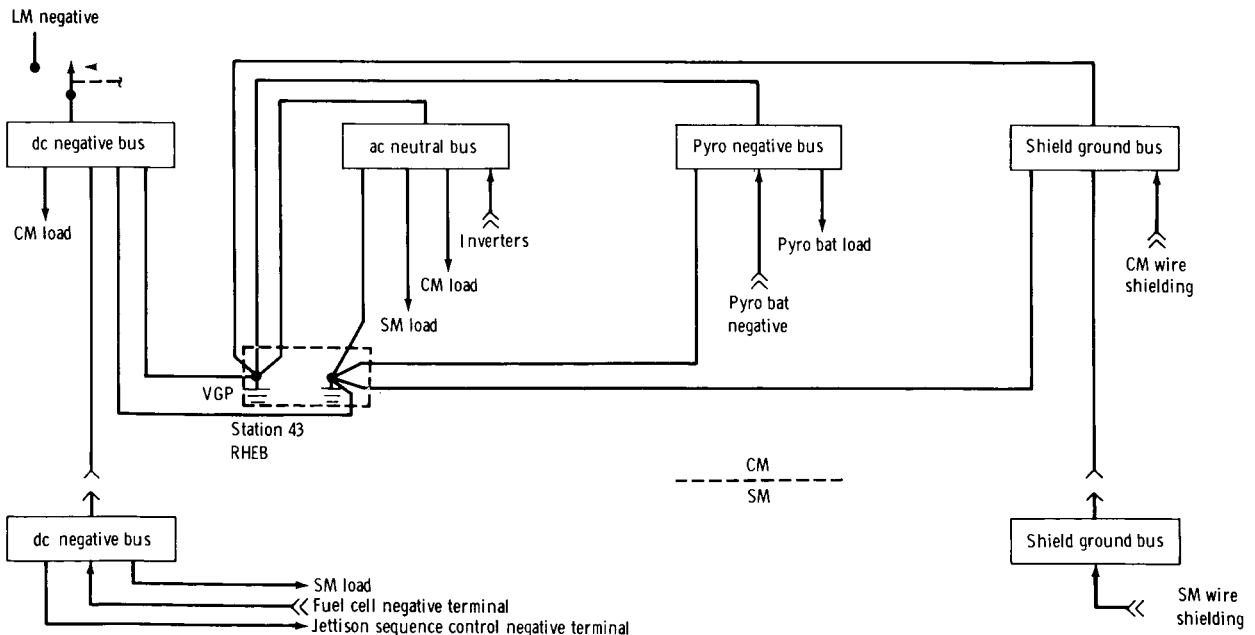 LM negative
dc negative bus
ac neutral bus
Pyro negative bus
Shield ground bus
CM load
Inverters
CM load
SM load
Pyro bat load
Pyro bat
negative
CM wire
shielding
VGP
Station 43
RHEB
CM
SM
dc negative bus
Shield ground bus
SM load
Fuel cell negative terminal
Jettison sequence control negative terminal
SM wire
shielding